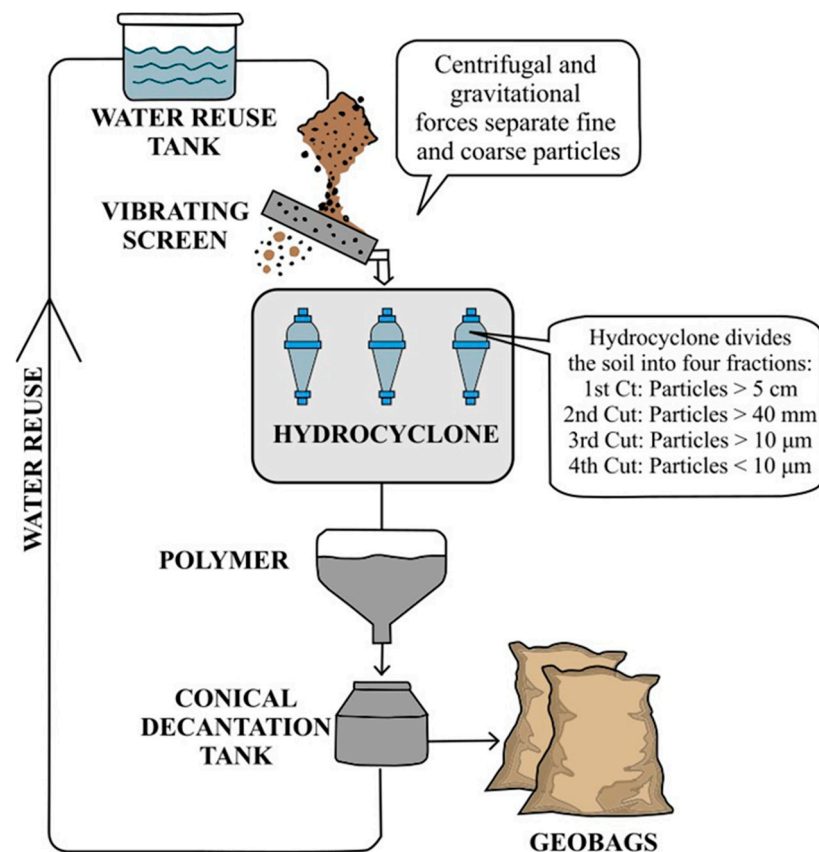 WATER REUSE
TANK
Centrifugal and
gravitational
forces separate fine
and coarse particles
VIBRATING
SCREEN
Hydrocyclone divides
the soil into four fractions:
1st Ct: Particles > 5 cm
2nd Cut: Particles > 40 mm
3rd Cut: Particles > 10 μm
4th Cut: Particles < 10 μm
HYDROCYCLONE
WATER REUSE
POLYMER
CONICAL
DECANTATION
TANK
GEOBAGS